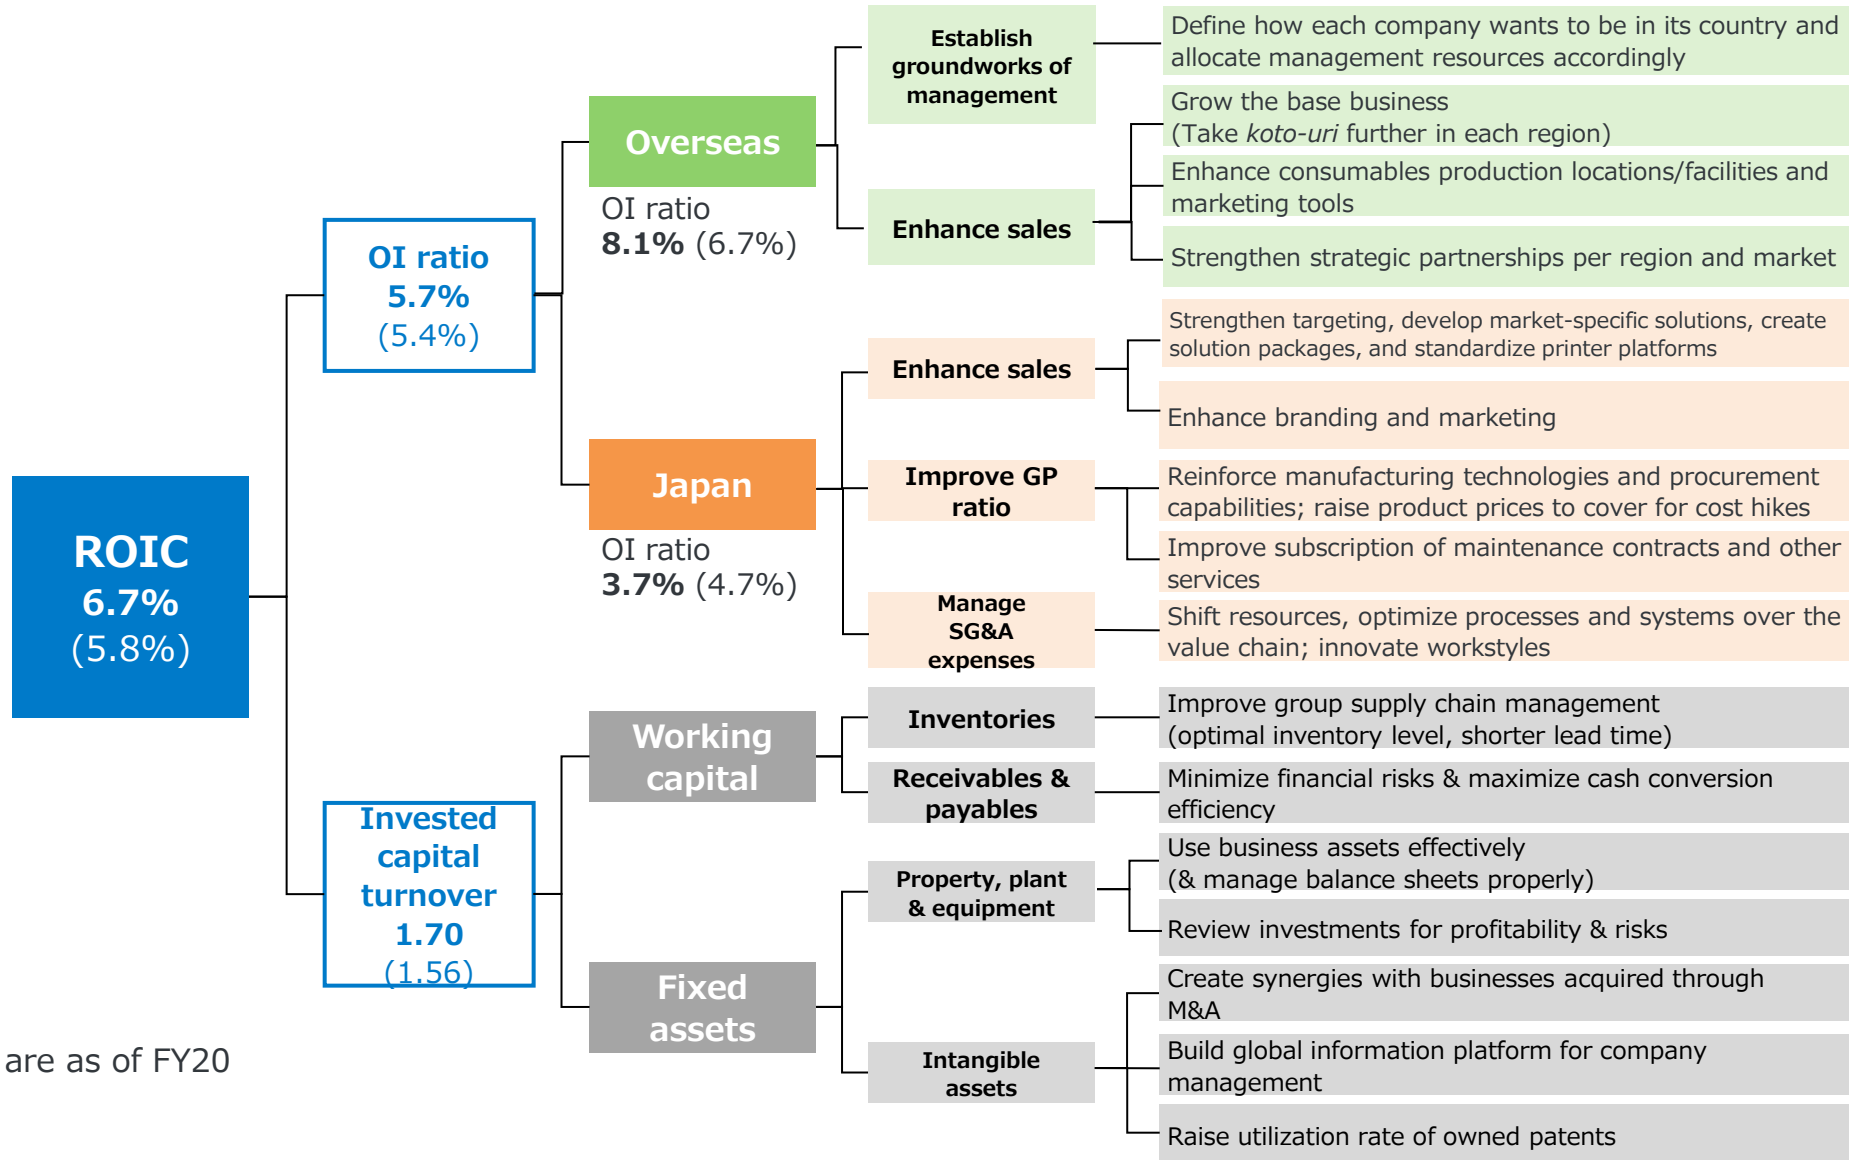 ROIC
6.7%
(5.8%)
OI ratio
5.7%
(5.4%)
Invested
capital
turnover
1.70
(1.56)
Overseas
OI ratio
8.1% (6.7%)
Japan
OI ratio
3.7% (4.7%)
Working
capital
Fixed
assets
Establish
groundworks of
management
Enhance sales
Enhance sales
Improve GP
ratio
Manage
SG&A
expenses
Inventories
Receivables &
payables
Property, plant
& equipment
Intangible
assets
Define how each company wants to be in its country and
allocate management resources accordingly
Grow the base business
(Take koto-uri further in each region)
Enhance consumables production locations/facilities and
marketing tools
Strengthen strategic partnerships per region and market
Strengthen targeting, develop market-specific solutions, create
solution packages, and standardize printer platforms
Enhance branding and marketing
Reinforce manufacturing technologies and procurement
capabilities; raise product prices to cover for cost hikes
Improve subscription of maintenance contracts and other
services
Shift resources, optimize processes and systems over the
value chain; innovate workstyles
Improve group supply chain management
(optimal inventory level, shorter lead time)
Minimize financial risks & maximize cash conversion
efficiency
Use business assets effectively
(& manage balance sheets properly)
Review investments for profitability & risks
Create synergies with businesses acquired through
M&A
Build global information platform for company
management
Raise utilization rate of owned patents
are as of FY20